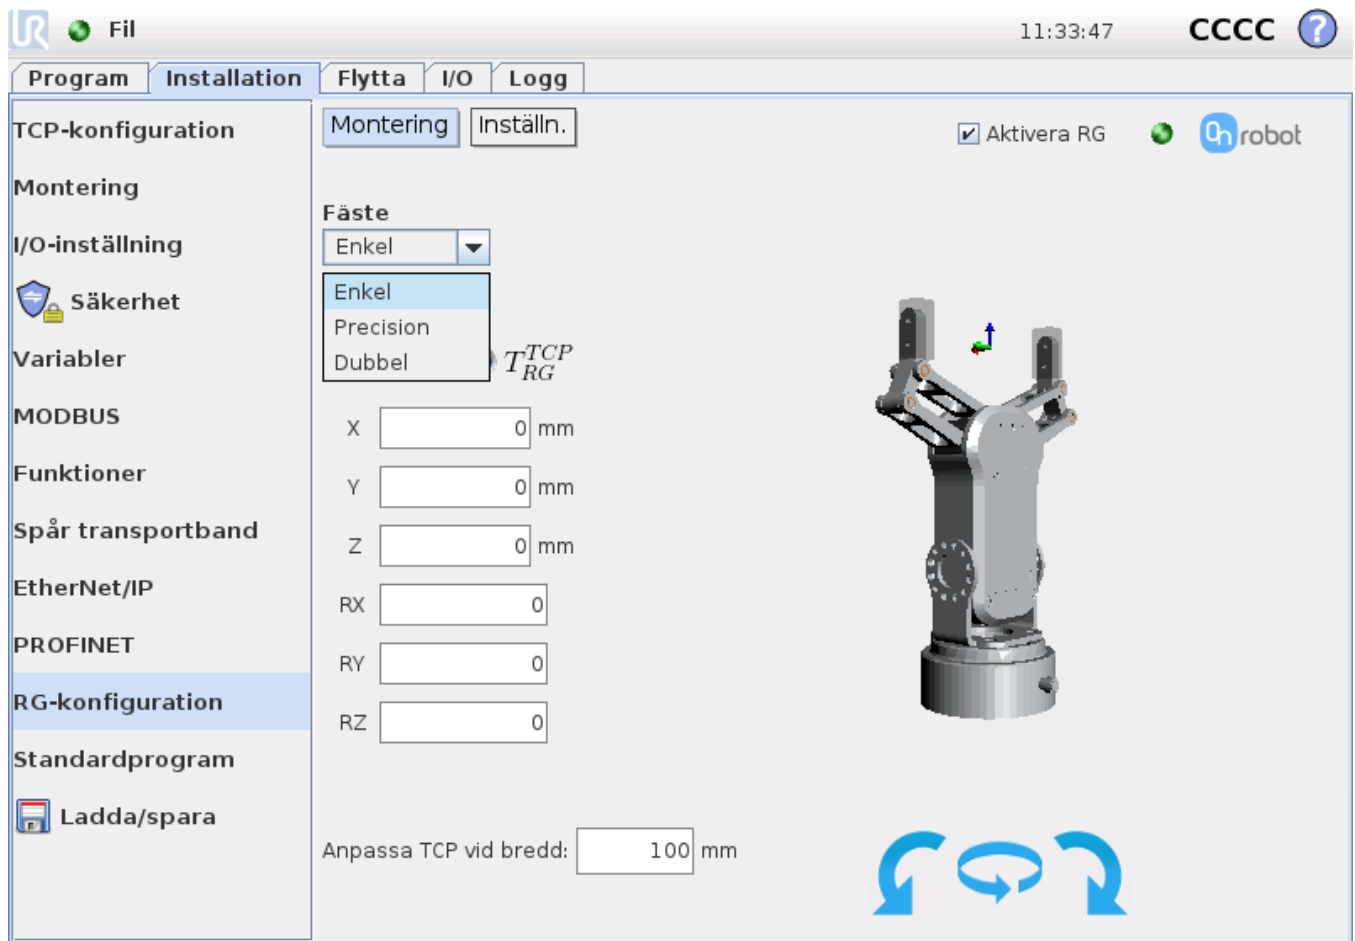 UR Fil 11:33:47 CCCC ?
Program Installation Flytta I/O Logg
TCP-konfiguration
Montering
I/O-inställning
Säkerhet
Variabler
MODBUS
Funktioner
Spår transportband
EtherNet/IP
PROFINET
RG-konfiguration
Standardprogram
Ladda/spara
Montering Inställn.
Aktivera RG
On robot
Fäste
Enkel
Enkel
Precision
Dubbel
T_{RG}^{TCP}
X 0 mm
Y 0 mm
Z 0 mm
RX 0
RY 0
RZ 0
Anpassa TCP vid bredd: 100 mm